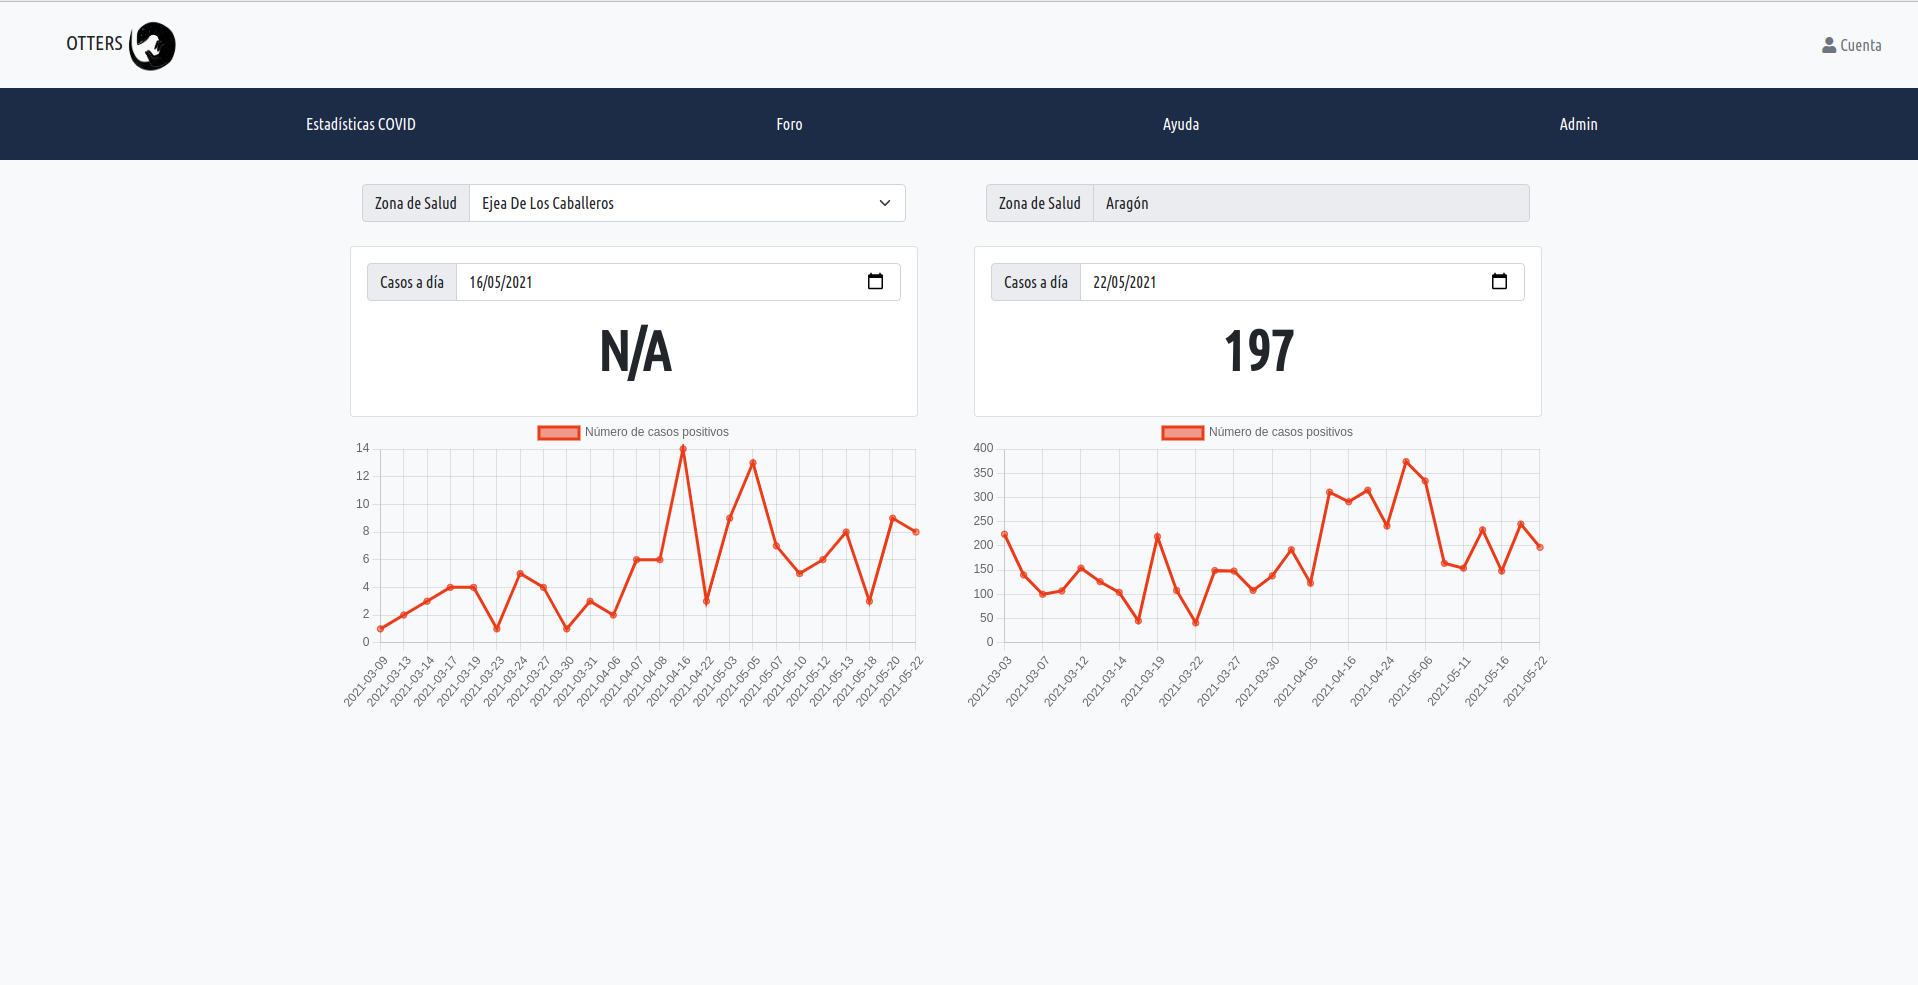 OTTERS
Cuenta
Estadísticas COVID Foro Ayuda Admin
Zona de Salud Ejea De Los Caballeros
Casos a día 16/05/2021
N/A
Número de casos positivos
14
12
10
8
6
4
2
0
2021-03-09 2021-03-13 2021-03-14 2021-03-17 2021-03-19 2021-03-23 2021-03-24 2021-03-27 2021-03-30 2021-03-31 2021-04-06 2021-04-07 2021-04-08 2021-04-16 2021-04-22 2021-05-03 2021-05-05 2021-05-07 2021-05-10 2021-05-12 2021-05-13 2021-05-18 2021-05-20 2021-05-22
Zona de Salud Aragón
Casos a día 22/05/2021
197
Número de casos positivos
400
350
300
250
200
150
100
50
0
2021-03-03 2021-03-07 2021-03-12 2021-03-14 2021-03-19 2021-03-22 2021-03-27 2021-03-30 2021-04-05 2021-04-16 2021-04-24 2021-05-06 2021-05-11 2021-05-16 2021-05-22